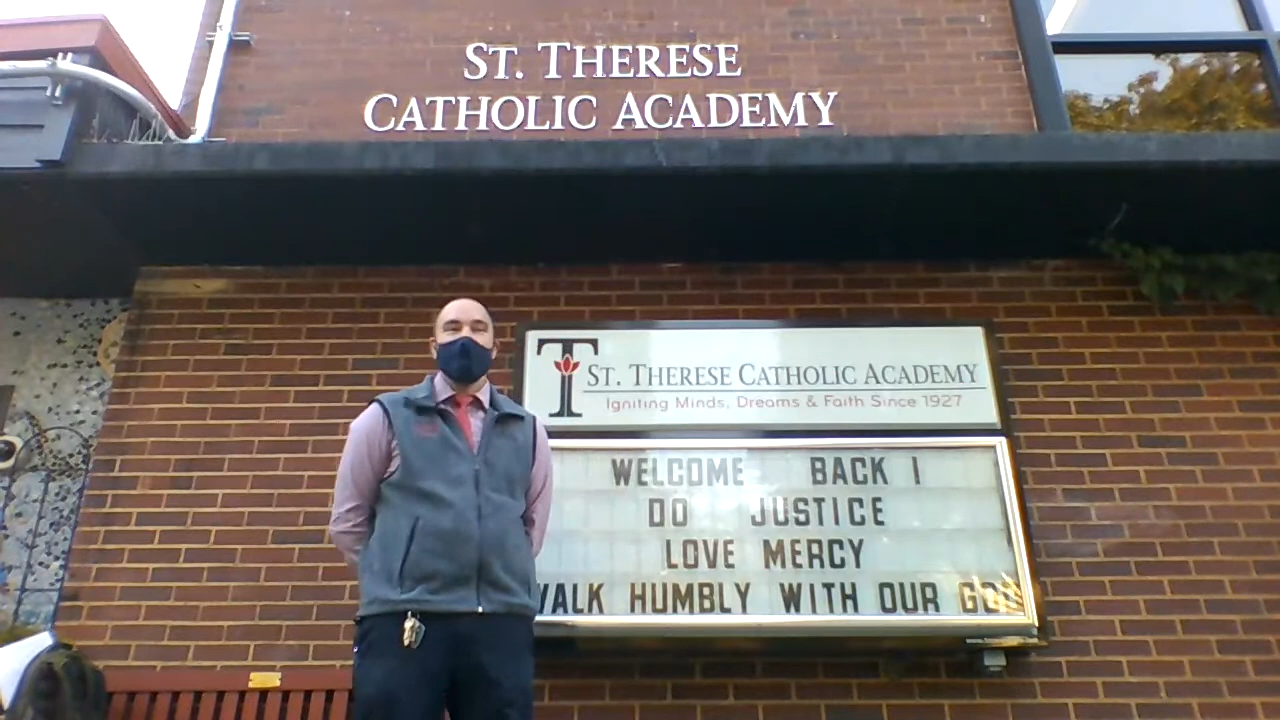 ST. THERESE
CATHOLIC ACADEMY
ST. THERESE CATHOLIC ACADEMY
Igniting Minds, Dreams & Faith Since 1927
WELCOME BACK !
DO JUSTICE
LOVE MERCY
WALK HUMBLY WITH OUR GOD